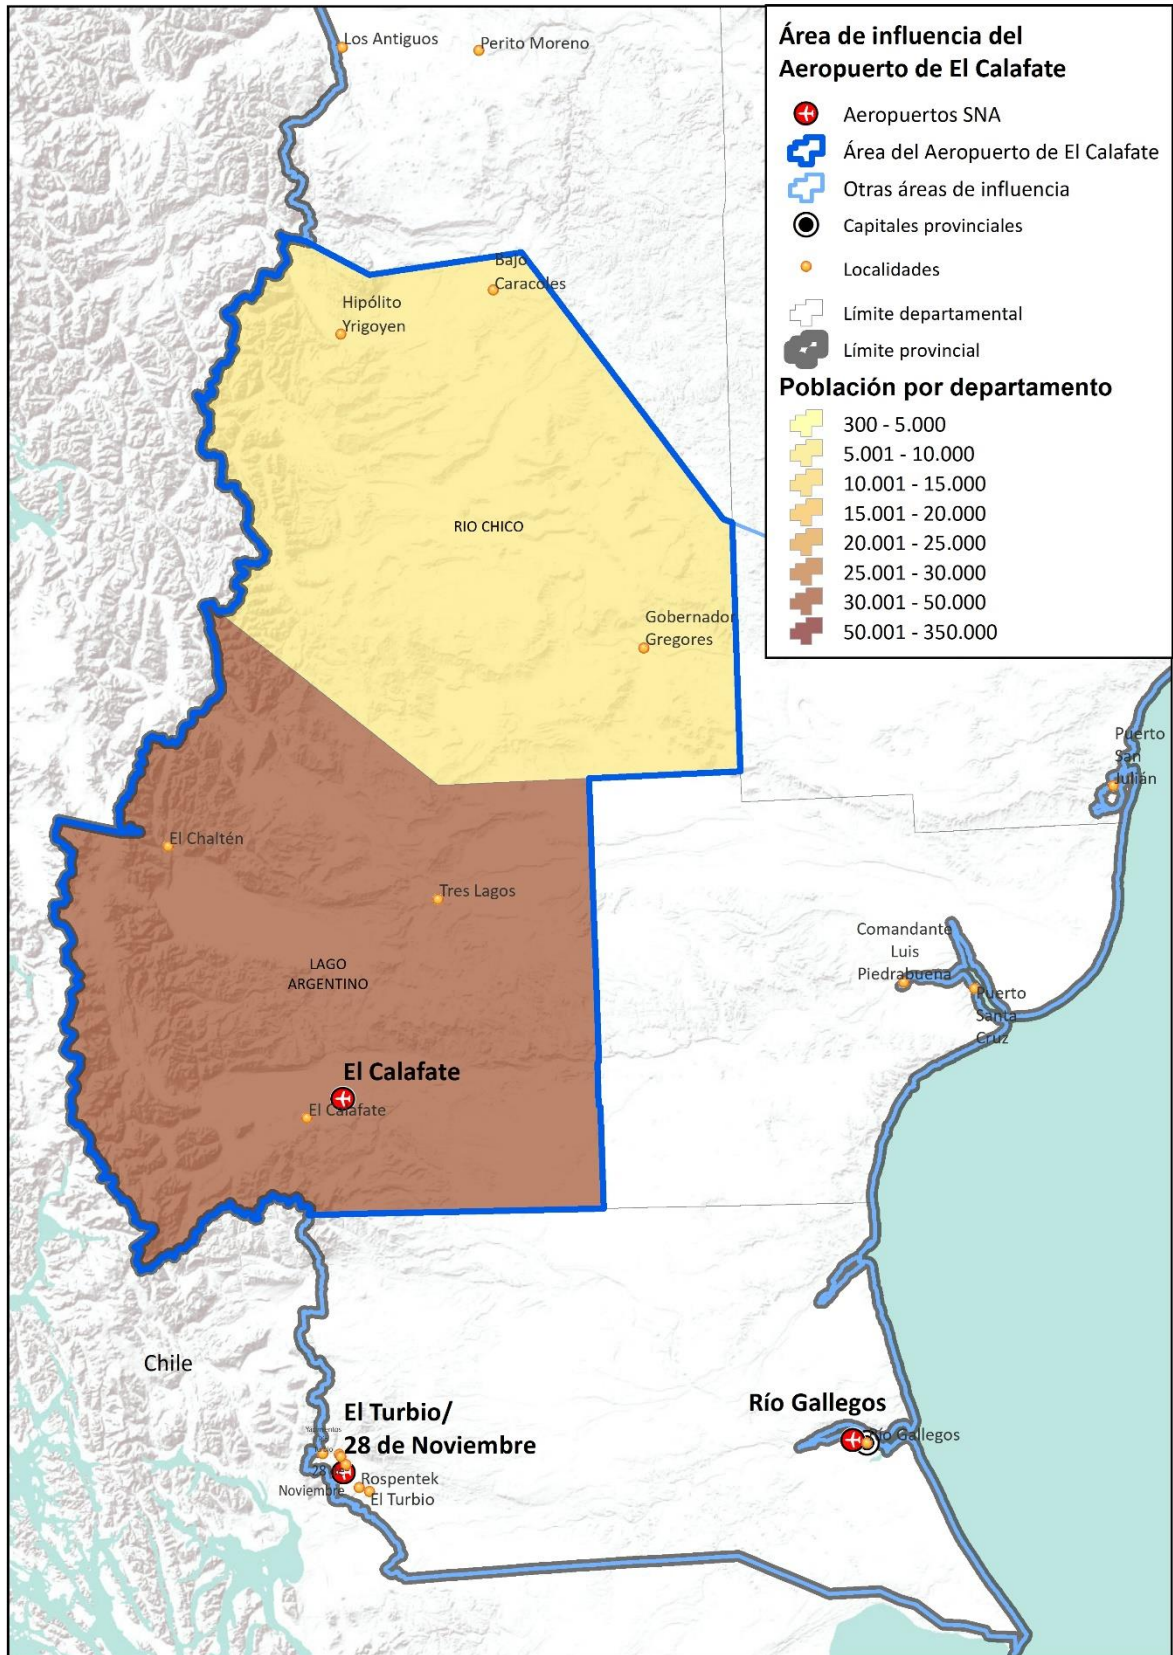 Los Antiguos
Perito Moreno
Área de influencia del
Aeropuerto de El Calafate
Aeropuertos SNA
Área del Aeropuerto de El Calafate
Otras áreas de influencia
Capitales provinciales
Localidades
Límite departamental
Límite provincial
Población por departamento
300 - 5.000
5.001 - 10.000
10.001 - 15.000
15.001 - 20.000
20.001 - 25.000
25.001 - 30.000
30.001 - 50.000
50.001 - 350.000
Bajo
Caracoles
Hipólito
Yrigoyen
RIO CHICO
Gobernador
Gregores
Puerto
San
Julián
El Chaltén
Tres Lagos
LAGO
ARGENTINO
Comandante
Luis
Piedrabuena
Puerto
Santa
Cruz
El Calafate
El Calafate
Chile
El Turbio/
28 de Noviembre
Río Gallegos
Río Gallegos
28 de
Noviembre
Rospentek
El Turbio